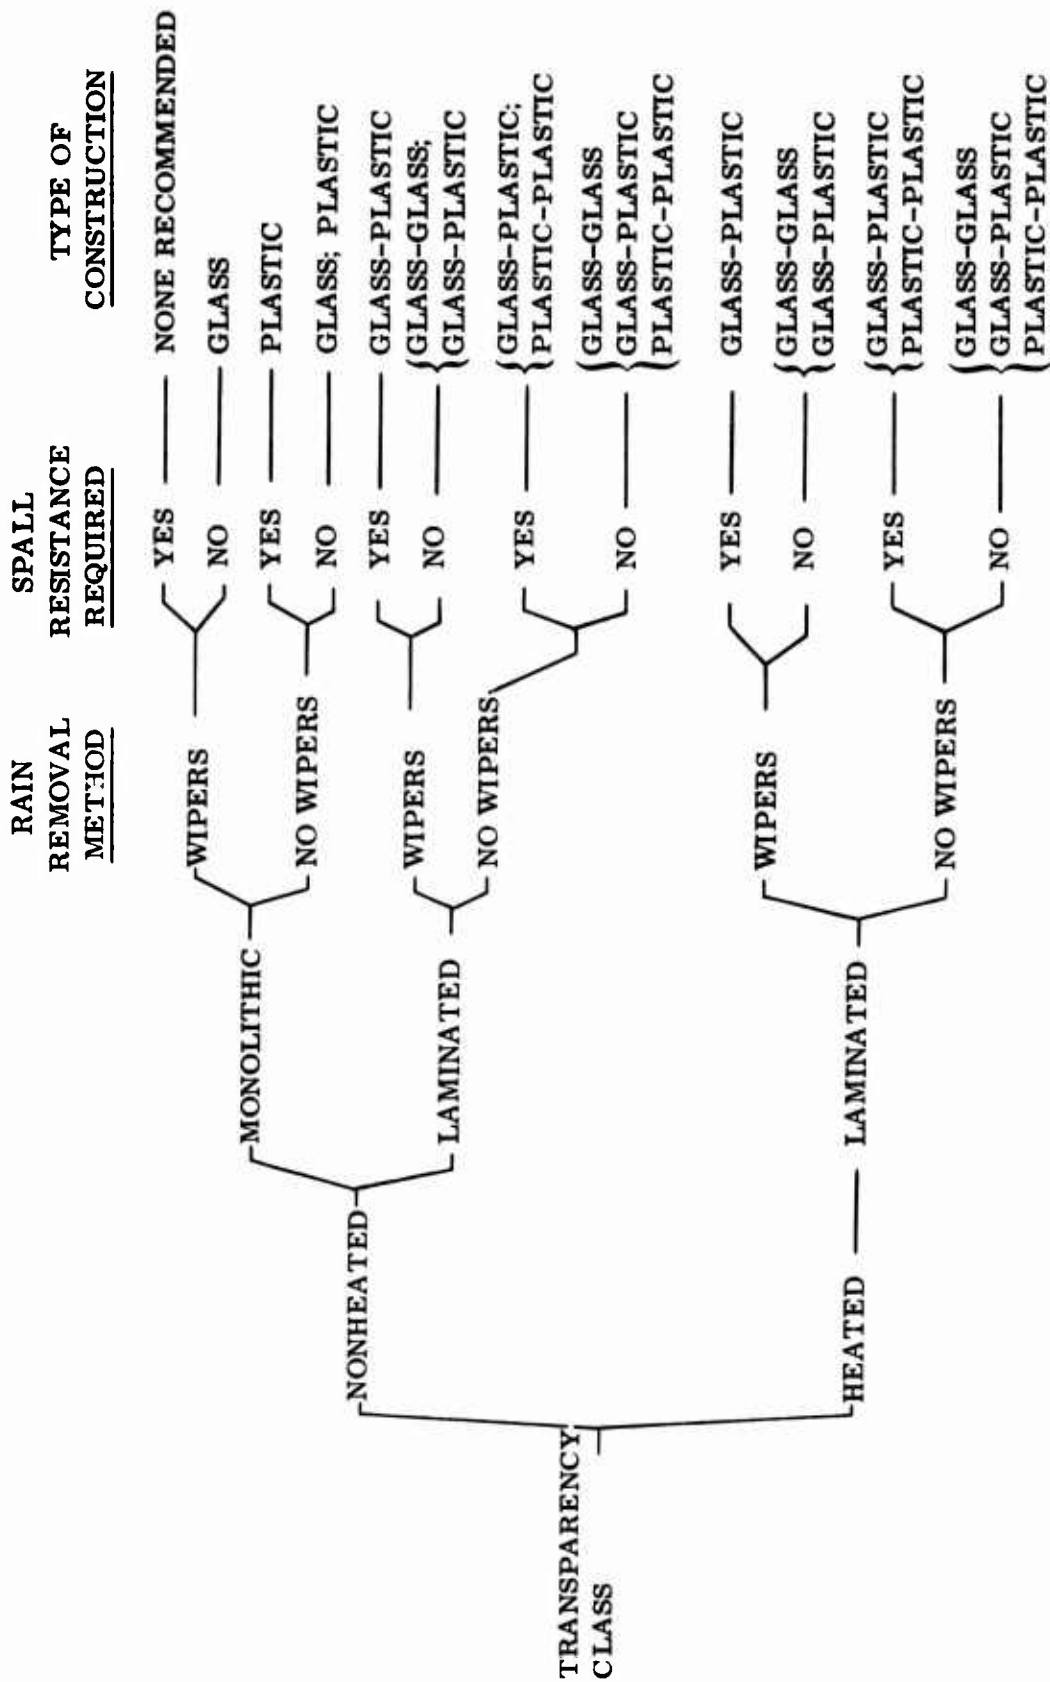 RAIN
REMOVAL
METHOD
SPALL
RESISTANCE
REQUIRED
TYPE OF
CONSTRUCTION
TRANSPARENCY
CLASS
NONHEATED
MONOLITHIC
WIPERS
YES
NONE RECOMMENDED
NO
GLASS
NO WIPERS
YES
PLASTIC
NO
GLASS; PLASTIC
LAMINATED
WIPERS
YES
GLASS-PLASTIC
NO
GLASS-GLASS;
GLASS-PLASTIC
NO WIPERS
YES
GLASS-PLASTIC;
PLASTIC-PLASTIC
NO
GLASS-GLASS
GLASS-PLASTIC
PLASTIC-PLASTIC
HEATED
LAMINATED
WIPERS
YES
GLASS-PLASTIC
NO
GLASS-GLASS
GLASS-PLASTIC
NO WIPERS
YES
GLASS-PLASTIC
PLASTIC-PLASTIC
NO
GLASS-GLASS
GLASS-PLASTIC
PLASTIC-PLASTIC